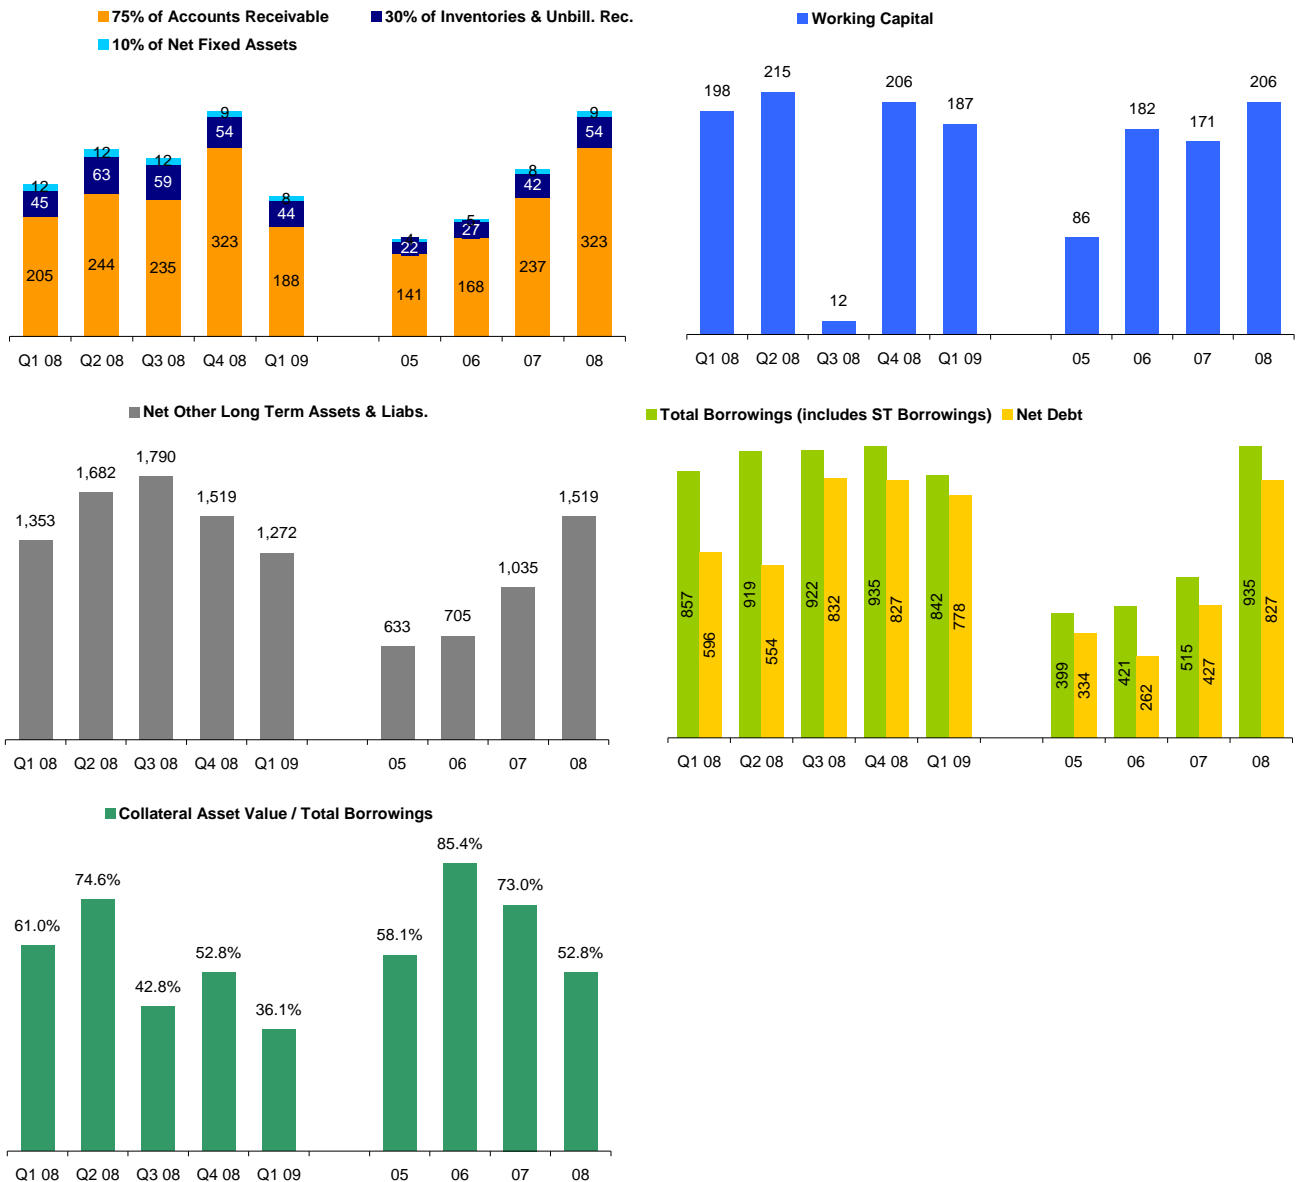 75% of Accounts Receivable
30% of Inventories & Unbill. Rec.
10% of Net Fixed Assets
12 12 12 9 8 4 5 8 9
45 63 59 54 44 22 27 42 54
205 244 235 323 188 141 168 237 323
Q1 08 Q2 08 Q3 08 Q4 08 Q1 09 05 06 07 08
Working Capital
198 215 12 206 187 86 182 171 206
Q1 08 Q2 08 Q3 08 Q4 08 Q1 09 05 06 07 08
Net Other Long Term Assets & Liabs.
1,353 1,682 1,790 1,519 1,272 633 705 1,035 1,519
Q1 08 Q2 08 Q3 08 Q4 08 Q1 09 05 06 07 08
Total Borrowings (includes ST Borrowings) Net Debt
857 596 919 554 922 832 935 827 842 778 399 334 421 262 515 427 935 827
Q1 08 Q2 08 Q3 08 Q4 08 Q1 09 05 06 07 08
Collateral Asset Value / Total Borrowings
61.0% 74.6% 42.8% 52.8% 36.1% 58.1% 85.4% 73.0% 52.8%
Q1 08 Q2 08 Q3 08 Q4 08 Q1 09 05 06 07 08